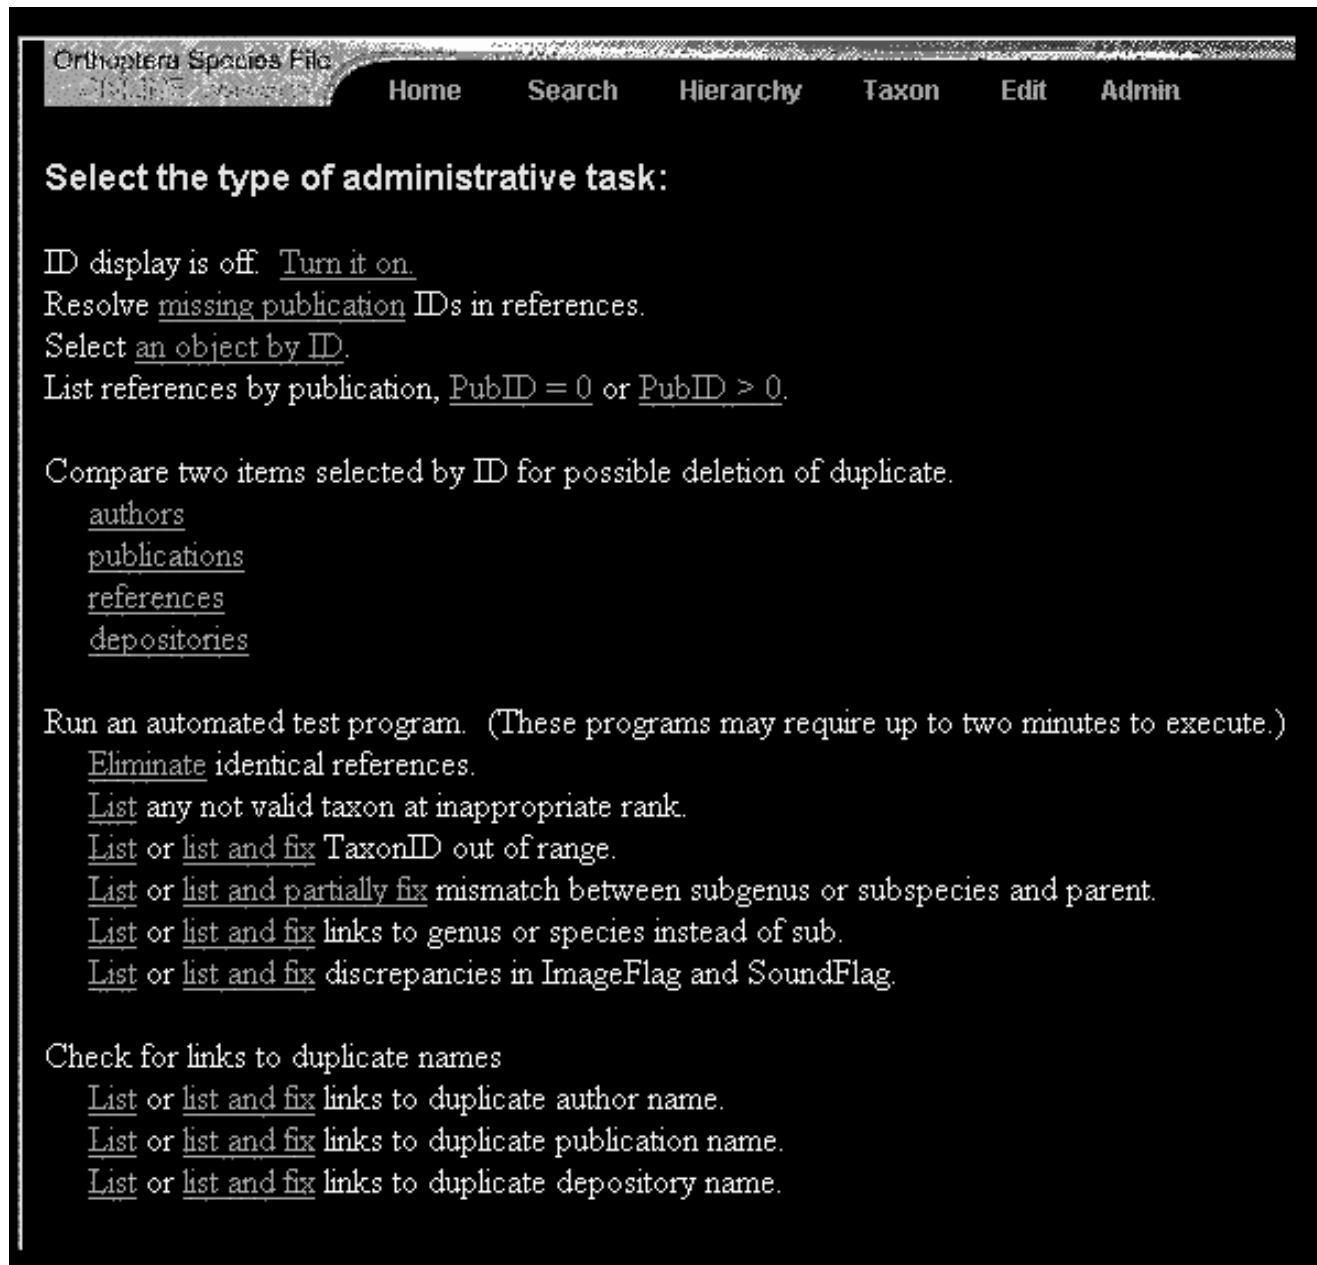 Orthoptera Species File
Home Search Hierarchy Taxon Edit Admin
Select the type of administrative task:
ID display is off. Turn it on.
Resolve missing publication IDs in references.
Select an object by ID.
List references by publication, PubID = 0 or PubID > 0.
Compare two items selected by ID for possible deletion of duplicate.
authors
publications
references
depositories
Run an automated test program. (These programs may require up to two minutes to execute.)
Eliminate identical references.
List any not valid taxon at inappropriate rank.
List or list and fix TaxonID out of range.
List or list and partially fix mismatch between subgenus or subspecies and parent.
List or list and fix links to genus or species instead of sub.
List or list and fix discrepancies in ImageFlag and SoundFlag.
Check for links to duplicate names
List or list and fix links to duplicate author name.
List or list and fix links to duplicate publication name.
List or list and fix links to duplicate depository name.